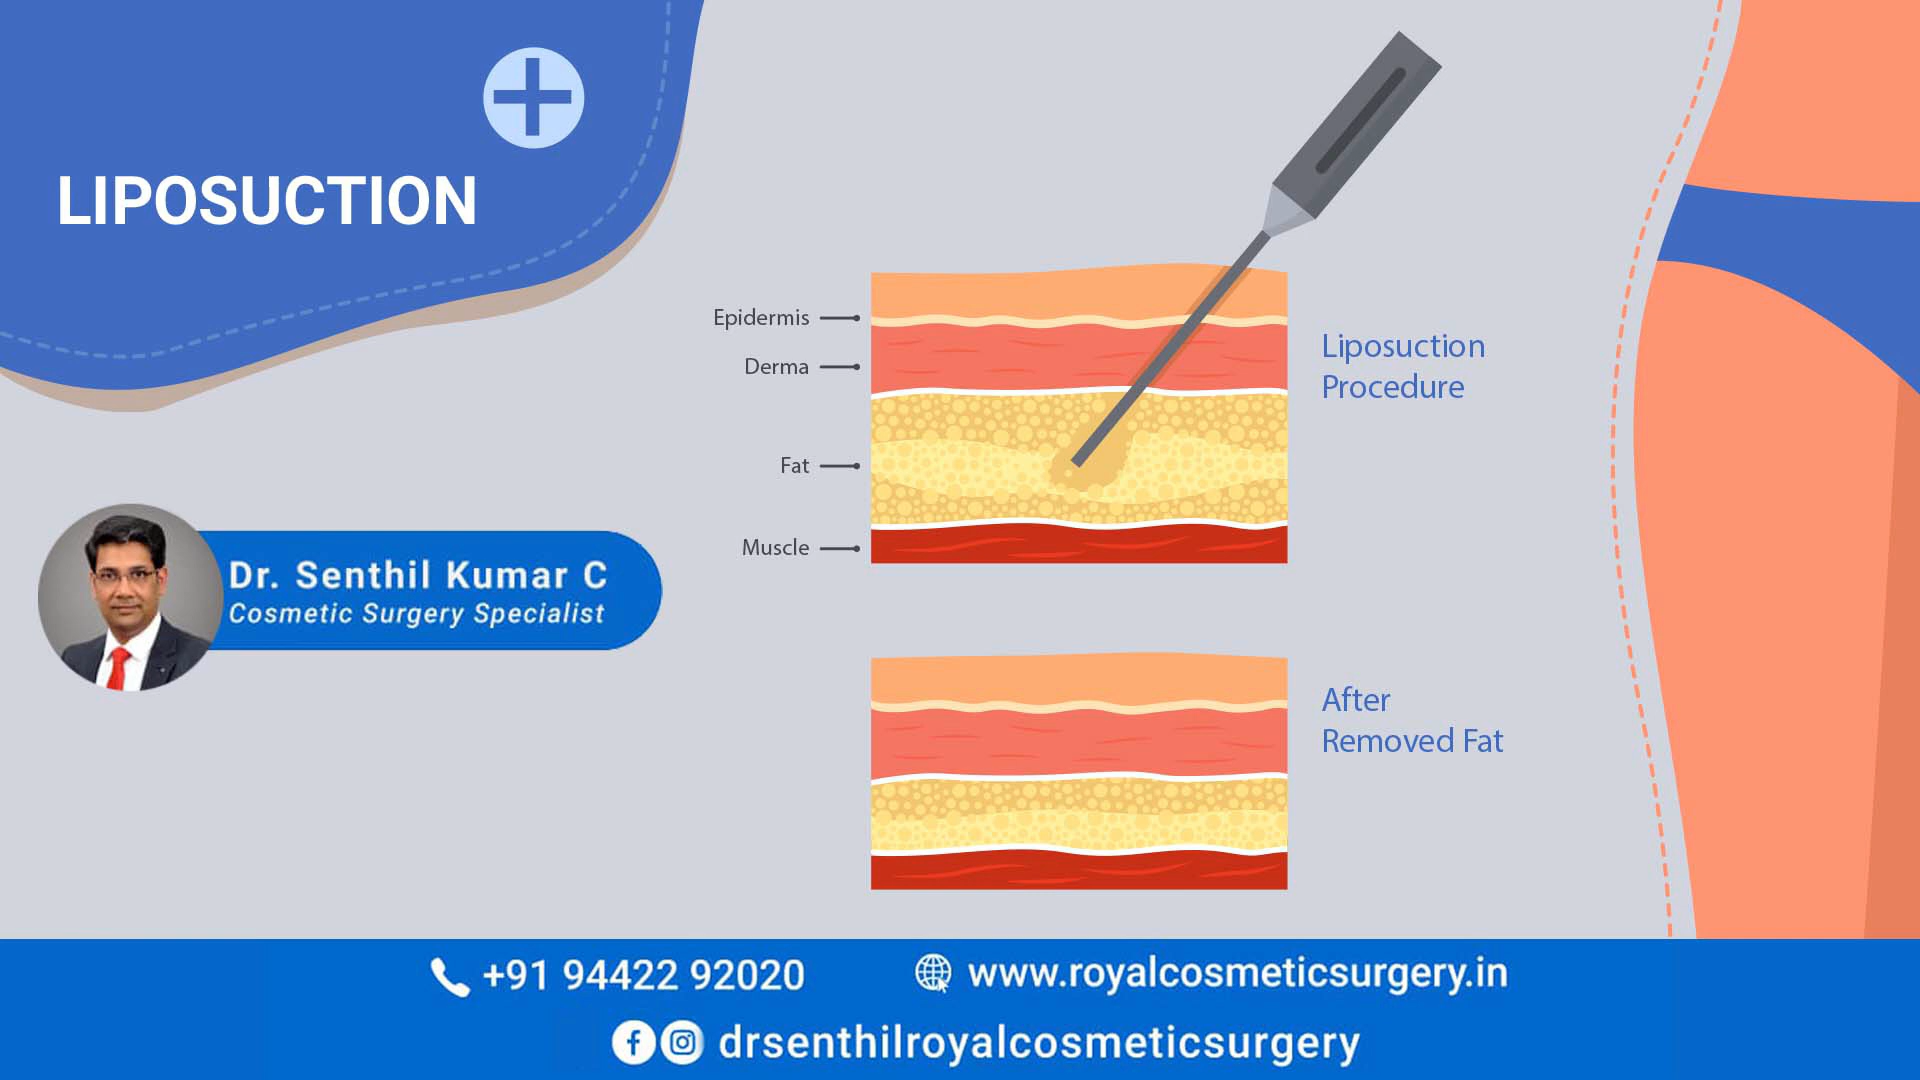 LIPOSUCTION
Epidermis
Derma
Fat
Muscle
Liposuction
Procedure
Dr. Senthil Kumar C
Cosmetic Surgery Specialist
After
Removed Fat
+91 94422 92020
www.royalcosmeticsurgery.in
drsenthilroyalcosmeticsurgery